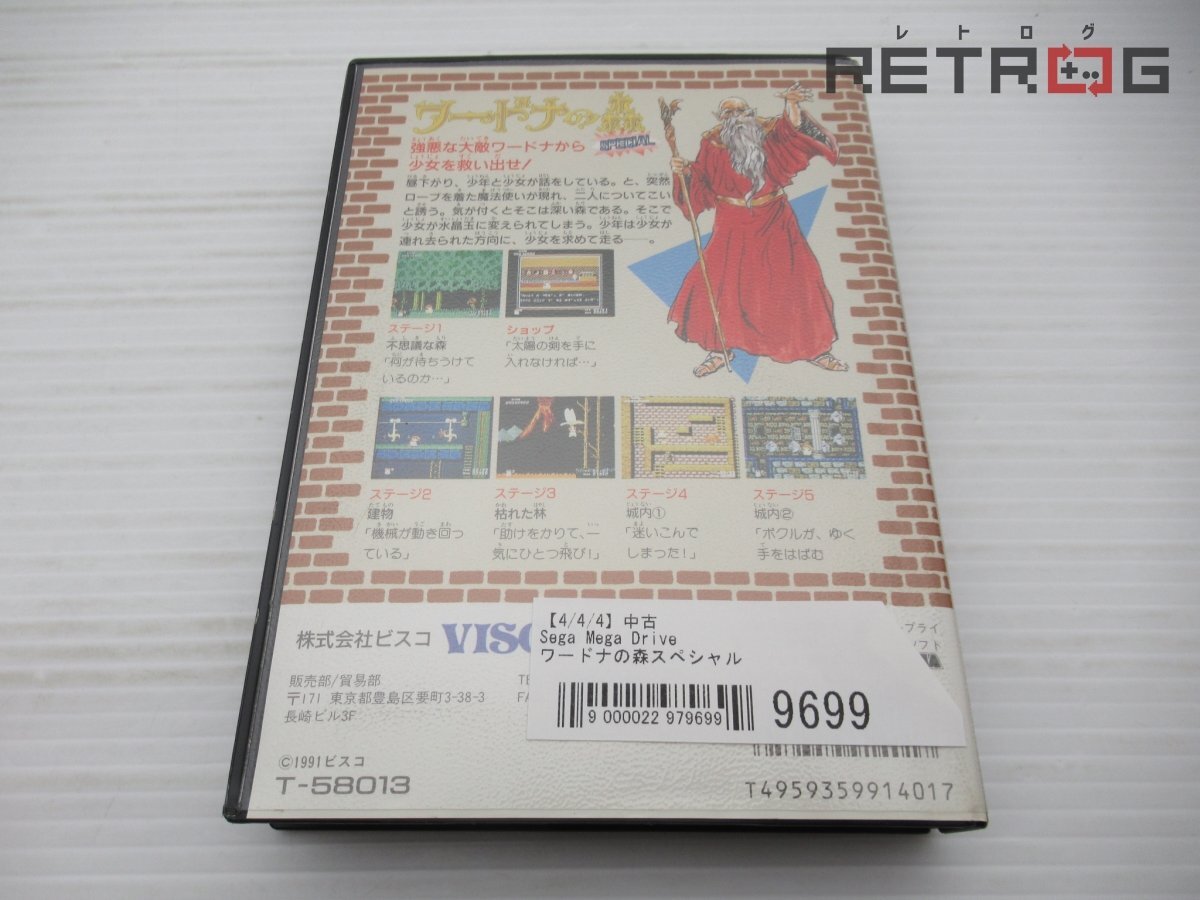 レトログ
RETROG
ワードナの森
SPECIAL
強悪な大敵ワードナから
少女を救い出せ!
昼下がり、少年と少女が話をしている。と、突然
ローブを着た魔法使いが現れ、二人についてこい
と誘う。気が付くとそこは深い森である。そこで
少女が水晶玉に変えられてしまう。少年は少女が
連れ去られた方向に、少女を求めて走る——。
ステージ1
不思議な森
「何が待ちうけて
いるのか…」
ショップ
「太陽の剣を手に
入れなければ…」
ステージ2
建物
「機械が動き回っ
ている」
ステージ3
枯れた林
「助けをかりて、一
気にひとつ飛び!」
ステージ4
城内①
「迷いこんで
しまった!」
ステージ5
城内②
「ボクルが、ゆく
手をはばむ
株式会社ビスコ VISC
販売部/貿易部
〒171 東京都豊島区要町3-38-3
長崎ビル3F
TE
FA
©1991ビスコ
T-58013
【4/4/4】中古
Sega Mega Drive
ワードナの森スペシャル
9 000022 979699
9699
プライ
ソフト
T4959359914017